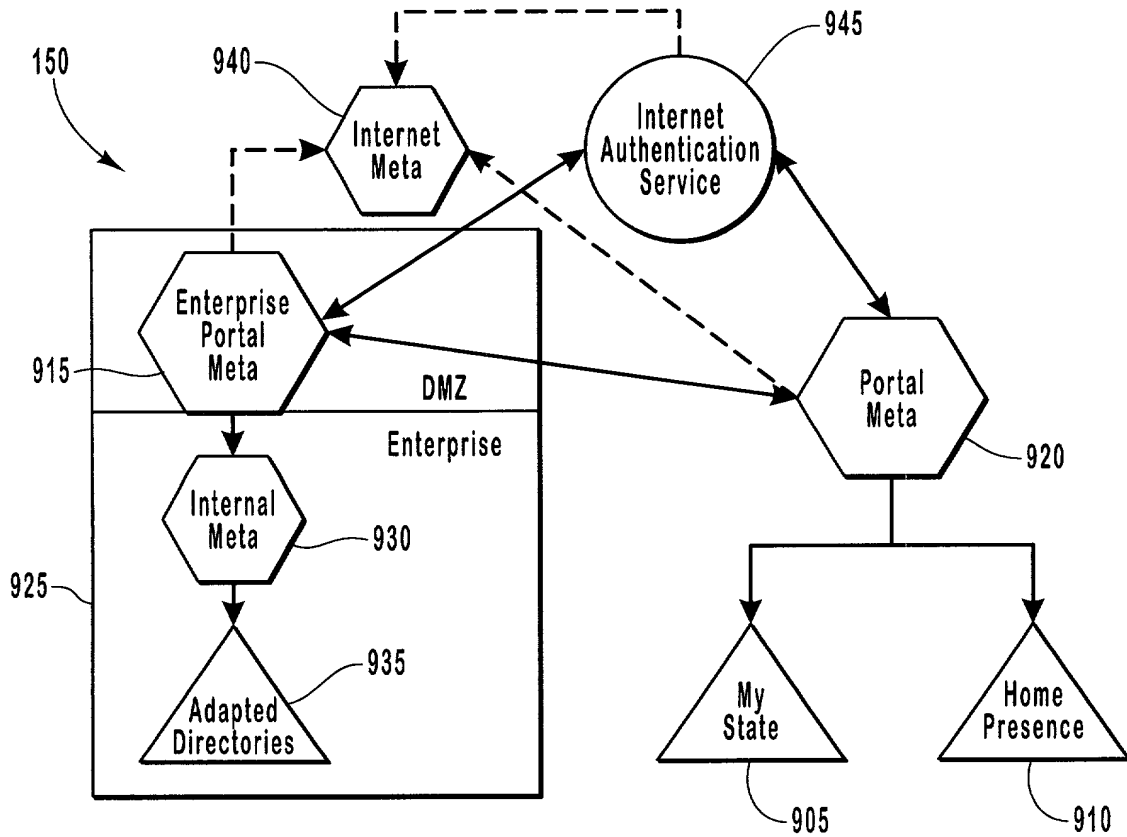 150
940
945
Internet
Meta
Internet
Authentication
Service
Enterprise
Portal
Meta
915
DMZ
Portal
Meta
920
Enterprise
Internal
Meta
930
925
935
Adapted
Directories
My
State
Home
Presence
905
910